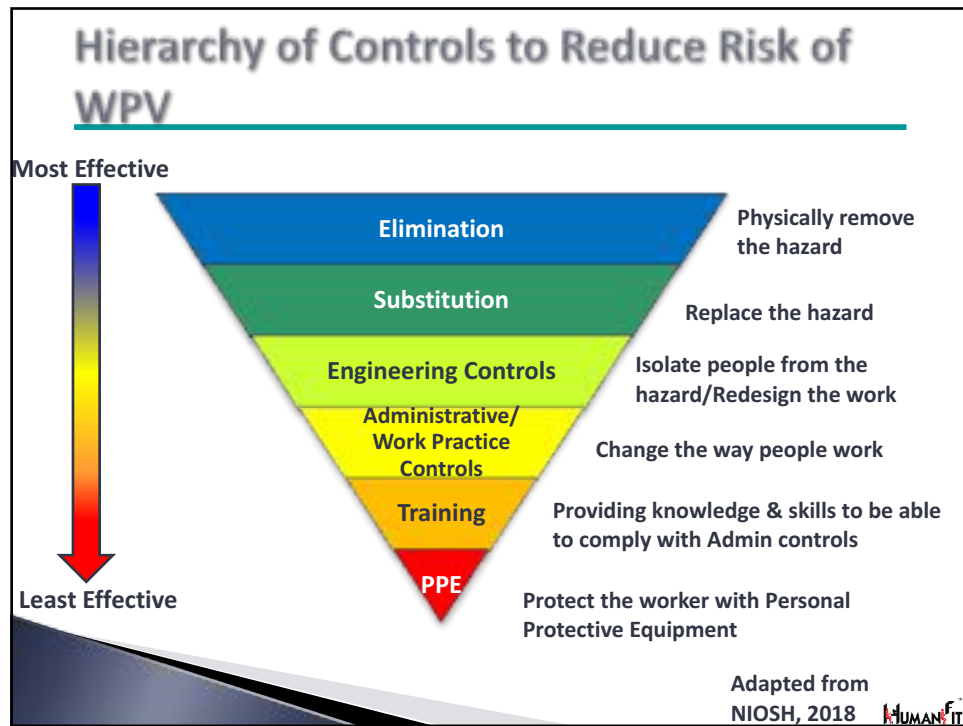 Hierarchy of Controls to Reduce Risk of
WPV
Most Effective
Elimination
Physically remove
the hazard
Substitution
Replace the hazard
Engineering Controls
Isolate people from the
hazard/Redesign the work
Administrative/
Work Practice
Controls
Change the way people work
Training
Providing knowledge & skills to be able
to comply with Admin controls
PPE
Least Effective
Protect the worker with Personal
Protective Equipment
Adapted from
NIOSH, 2018
HUMANFIT™